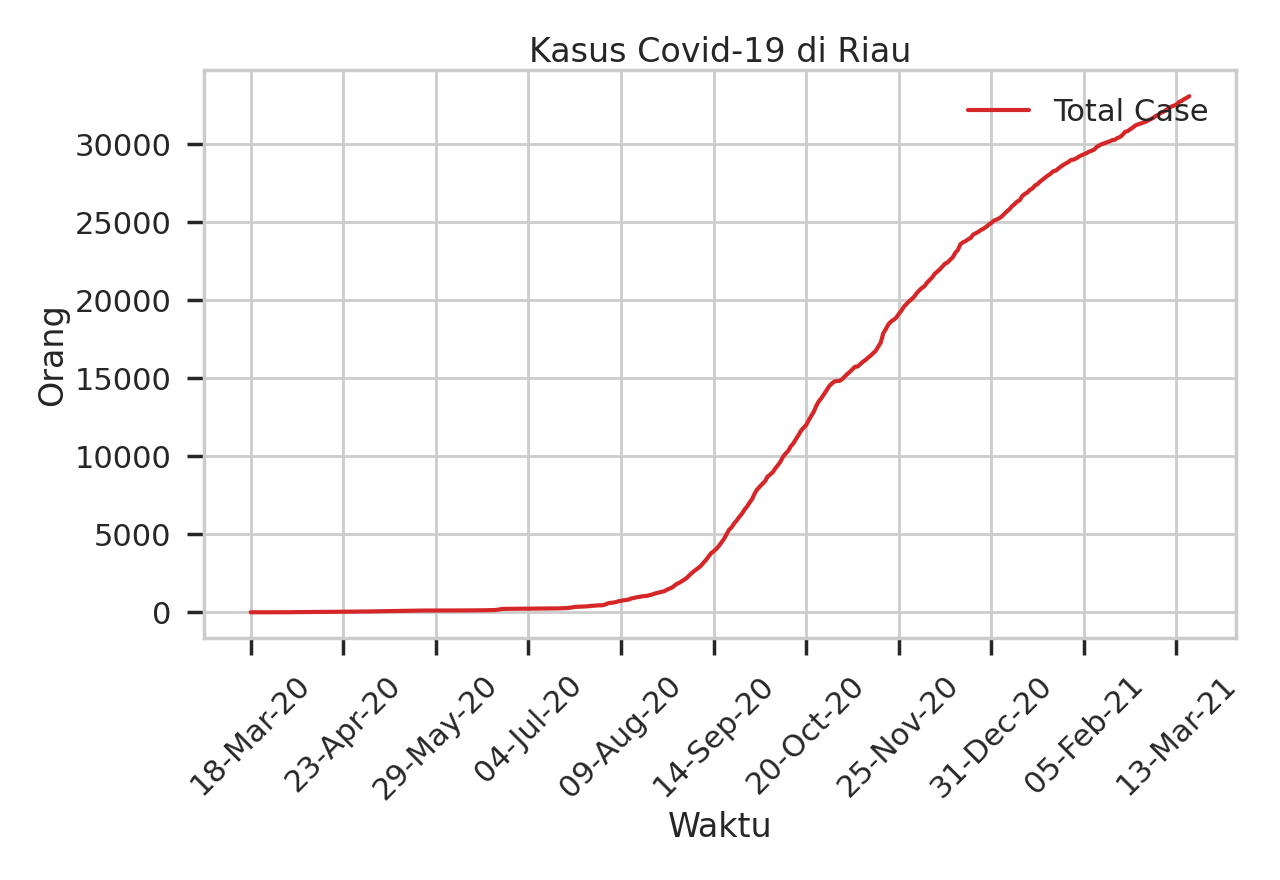 Kasus Covid-19 di Riau
Total Case
30000
25000
20000
15000
10000
5000
0
Orang
18-Mar-20
23-Apr-20
29-May-20
04-Jul-20
09-Aug-20
14-Sep-20
20-Oct-20
25-Nov-20
31-Dec-20
05-Feb-21
13-Mar-21
Waktu